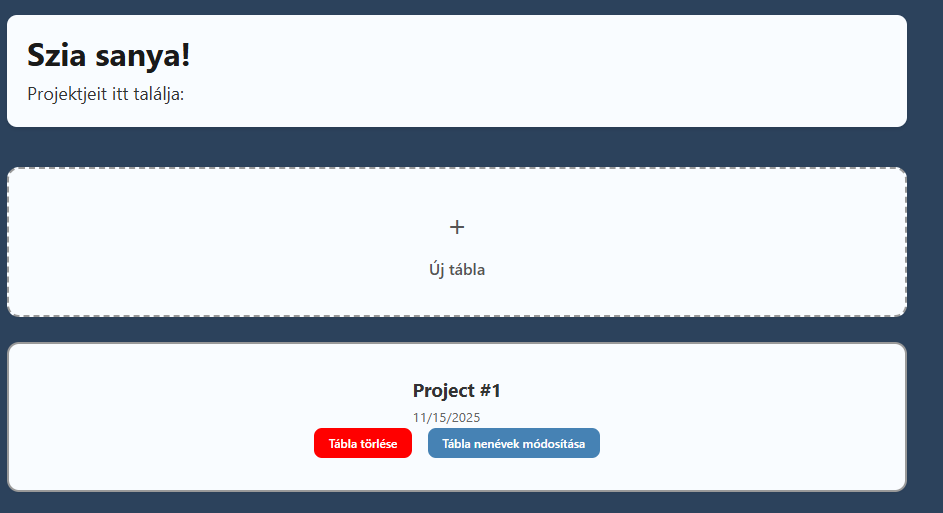 Szia sanya!
Projektjeit itt találja:
+
Új tábla
Project #1
11/15/2025
Tábla törlése
Tábla nenévek módosítása